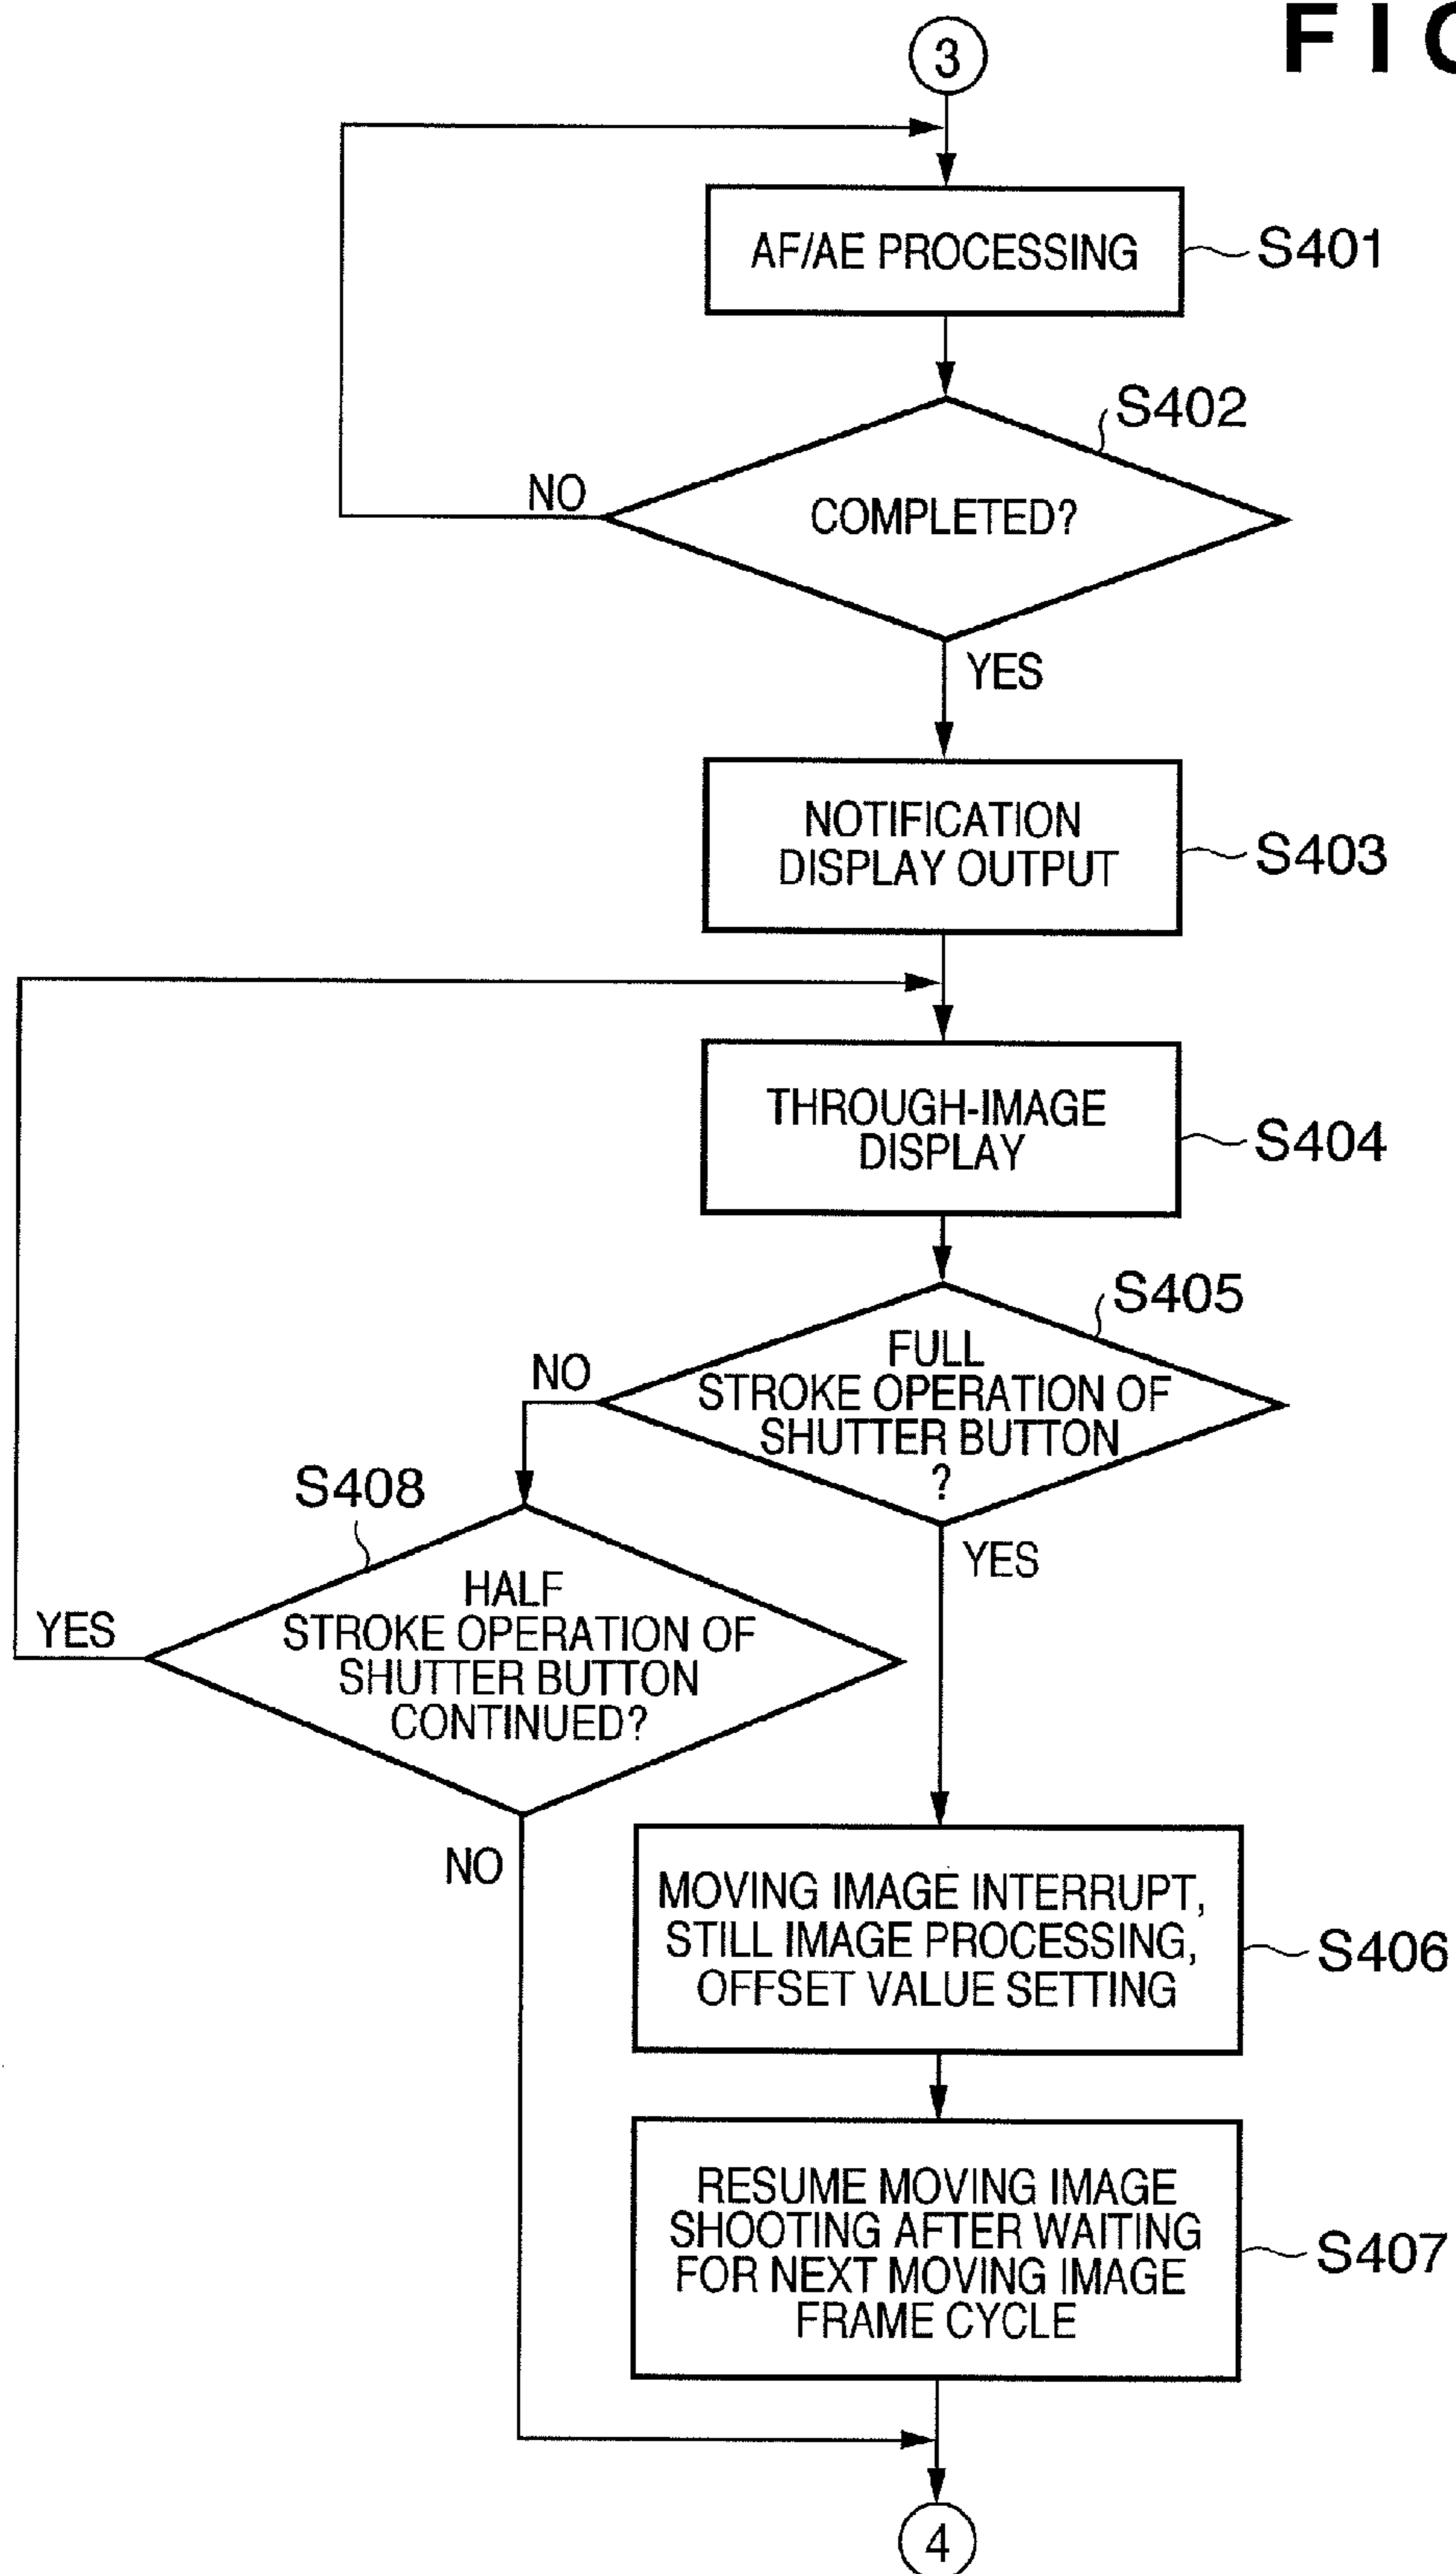 FIG
3
AF/AE PROCESSING
S401
S402
COMPLETED?
NO
YES
NOTIFICATION
DISPLAY OUTPUT
S403
THROUGH-IMAGE
DISPLAY
S404
S405
FULL
STROKE OPERATION OF
SHUTTER BUTTON
?
NO
YES
S408
HALF
STROKE OPERATION OF
SHUTTER BUTTON
CONTINUED?
YES
NO
MOVING IMAGE INTERRUPT,
STILL IMAGE PROCESSING,
OFFSET VALUE SETTING
S406
RESUME MOVING IMAGE
SHOOTING AFTER WAITING
FOR NEXT MOVING IMAGE
FRAME CYCLE
S407
4